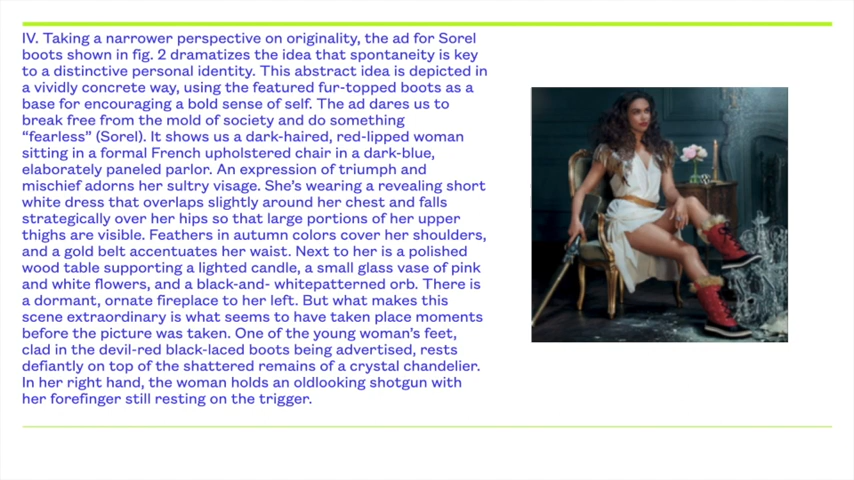 IV. Taking a narrower perspective on originality, the ad for Sorel
boots shown in fig. 2 dramatizes the idea that spontaneity is key
to a distinctive personal identity. This abstract idea is depicted in
a vividly concrete way, using the featured fur-topped boots as a
base for encouraging a bold sense of self. The ad dares us to
break free from the mold of society and do something
“fearless” (Sorel). It shows us a dark-haired, red-lipped woman
sitting in a formal French upholstered chair in a dark-blue,
elaborately paneled parlor. An expression of triumph and
mischief adorns her sultry visage. She’s wearing a revealing short
white dress that overlaps slightly around her chest and falls
strategically over her hips so that large portions of her upper
thighs are visible. Feathers in autumn colors cover her shoulders,
and a gold belt accentuates her waist. Next to her is a polished
wood table supporting a lighted candle, a small glass vase of pink
and white flowers, and a black-and- whitepatterned orb. There is
a dormant, ornate fireplace to her left. But what makes this
scene extraordinary is what seems to have taken place moments
before the picture was taken. One of the young woman’s feet,
clad in the devil-red black-laced boots being advertised, rests
defiantly on top of the shattered remains of a crystal chandelier.
In her right hand, the woman holds an oldlooking shotgun with
her forefinger still resting on the trigger.